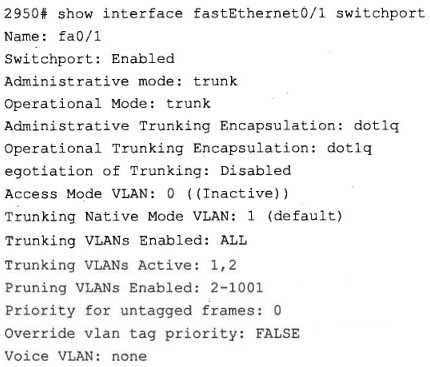 2950# show interface fastEthernet0/1 switchport
Name: fa0/1
Switchport: Enabled
Administrative mode: trunk
Operational Mode: trunk
Administrative Trunking Encapsulation: dot1q
Operational Trunking Encapsulation: dot1q
egotiation of Trunking: Disabled
Access Mode VLAN: 0 ((Inactive))
Trunking Native Mode VLAN: 1 (default)
Trunking VLANs Enabled: ALL
Trunking VLANs Active: 1,2
Pruning VLANs Enabled: 2-1001
Priority for untagged frames: 0
Override vlan tag priority: FALSE
Voice VLAN: none